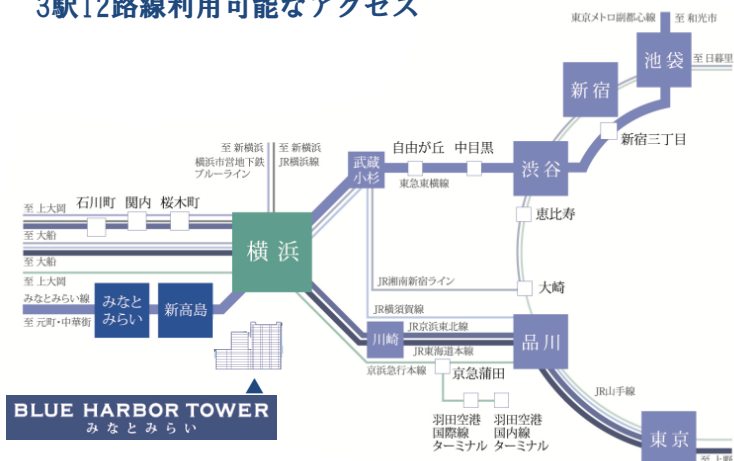 3駅12路線利用可能なアクセス
東京メトロ副都心線
至 和光市
池袋
至 日暮里
新宿
新宿三丁目
至 新横浜
横浜市営地下鉄
ブルーライン
至 新横浜
JR横浜線
武蔵
小杉
自由が丘
中目黒
東急東横線
渋谷
恵比寿
至 上大岡
石川町
関内
桜木町
至 大船
至 大船
至 上大岡
横浜
JR湘南新宿ライン
大崎
みなとみらい線
至 元町・中華街
みなと
みらい
新高島
JR横須賀線
川崎
JR京浜東北線
JR東海道本線
品川
京浜急行本線
京急蒲田
JR山手線
羽田空港
国際線
ターミナル
羽田空港
国内線
ターミナル
東京
至 上野
BLUE HARBOR TOWER
みなとみらい